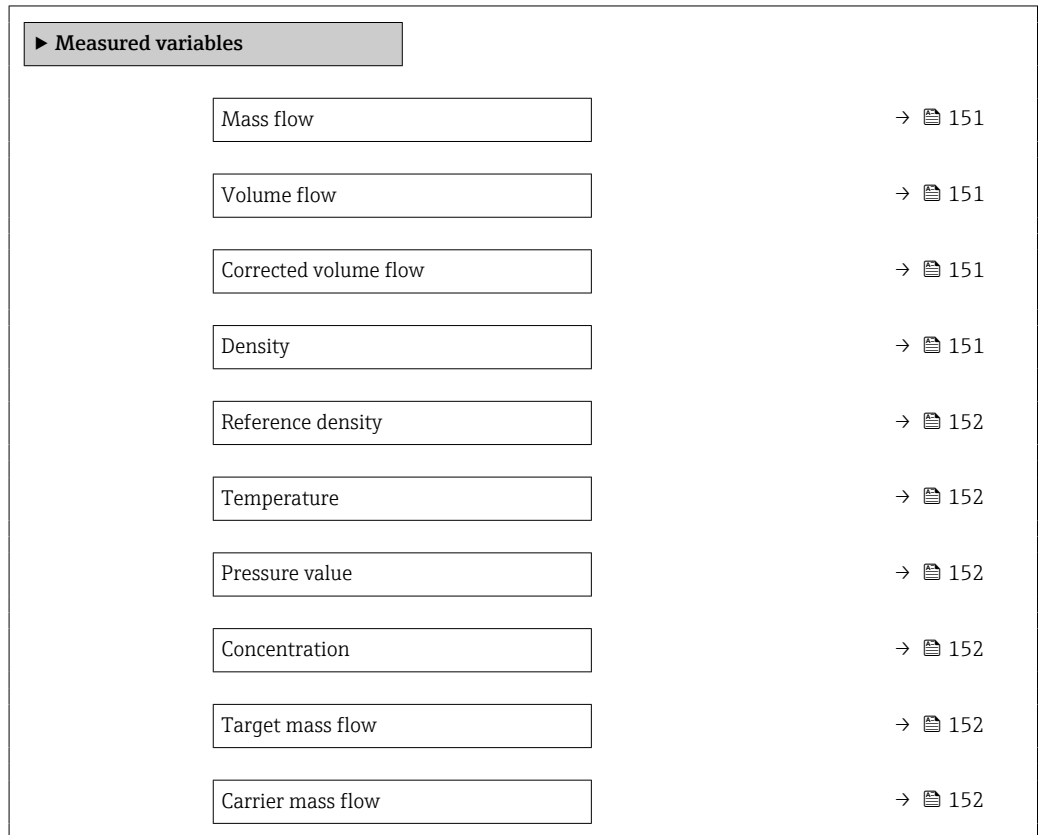 ▶ Measured variables
Mass flow → 151
Volume flow → 151
Corrected volume flow → 151
Density → 151
Reference density → 152
Temperature → 152
Pressure value → 152
Concentration → 152
Target mass flow → 152
Carrier mass flow → 152